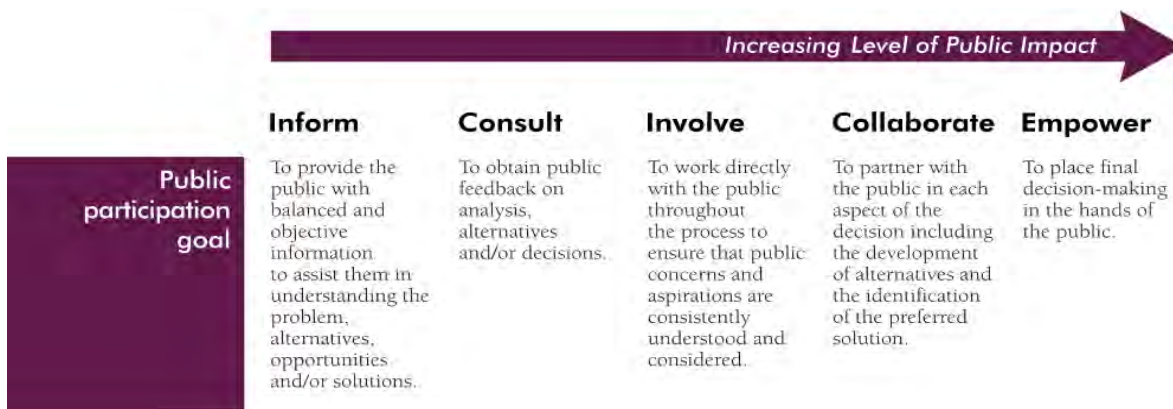 Increasing Level of Public Impact
Inform
Consult
Involve
Collaborate
Empower
Public
participation
goal
To provide the
public with
balanced and
objective
information
to assist them in
understanding the
problem,
alternatives,
opportunities
and/or solutions.
To obtain public
feedback on
analysis,
alternatives
and/or decisions.
To work directly
with the public
throughout
the process to
ensure that public
concerns and
aspirations are
consistently
understood and
considered.
To partner with
the public in each
aspect of the
decision including
the development
of alternatives and
the identification
of the preferred
solution.
To place final
decision-making
in the hands of
the public.